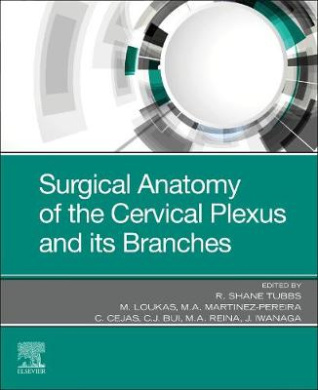 Surgical Anatomy
of the Cervical Plexus
and its Branches
EDITED BY
R. SHANE TUBBS
M. LOUKAS, M.A. MARTINEZ-PEREIRA
C. CEJAS, C.J. BUI, M.A. REINA, J. IWANAGA
ELSEVIER